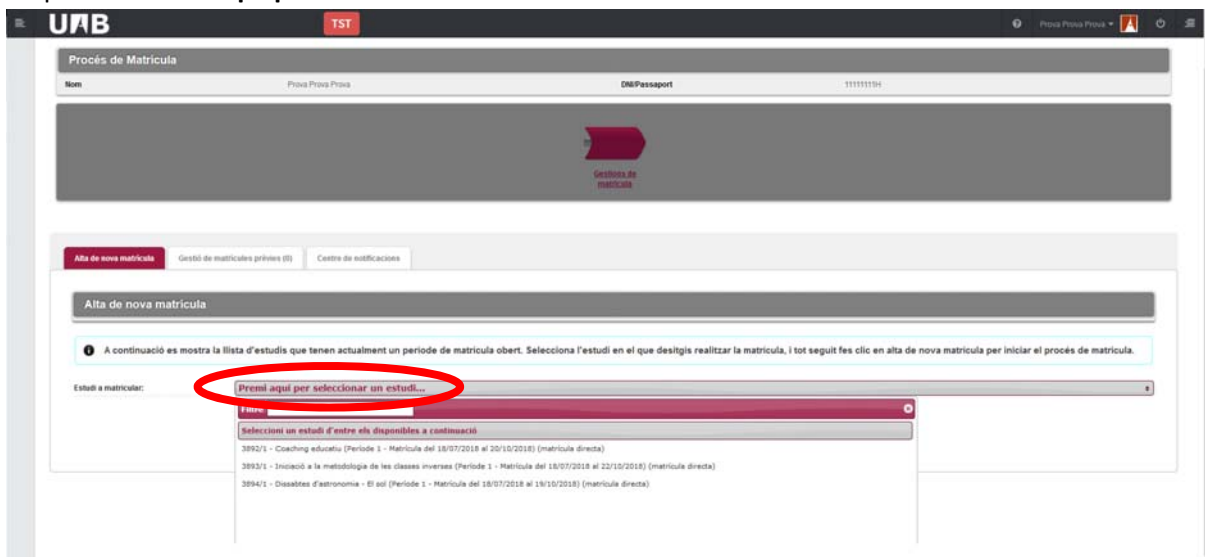 UAB
TST
Prova Prova Prova
Procés de Matrícula
Nom Prova Prova Prova DNI/Passaport 11111111H
Gestions de
matrícula
Alta de nova matrícula Gestió de matrícules prèvies (0) Centre de notificacions
Alta de nova matrícula
A continuació es mostra la llista d'estudis que tenen actualment un període de matrícula obert. Selecciona l'estudi en el que desitgis realitzar la matrícula, i tot seguit fes clic en alta de nova matrícula per iniciar el procés de matrícula.
Estudi a matricular: Premi aquí per seleccionar un estudi...
Filtre
Seleccioni un estudi d'entre els disponibles a continuació
3892/1 - Coaching educatiu (Període 1 - Matrícula del 18/07/2018 al 20/10/2018) (matrícula directa)
3893/1 - Iniciació a la metodologia de les classes inverses (Període 1 - Matrícula del 18/07/2018 al 22/10/2018) (matrícula directa)
3894/1 - Dissabtes d'astronomia - El sol (Període 1 - Matrícula del 18/07/2018 al 19/10/2018) (matrícula directa)